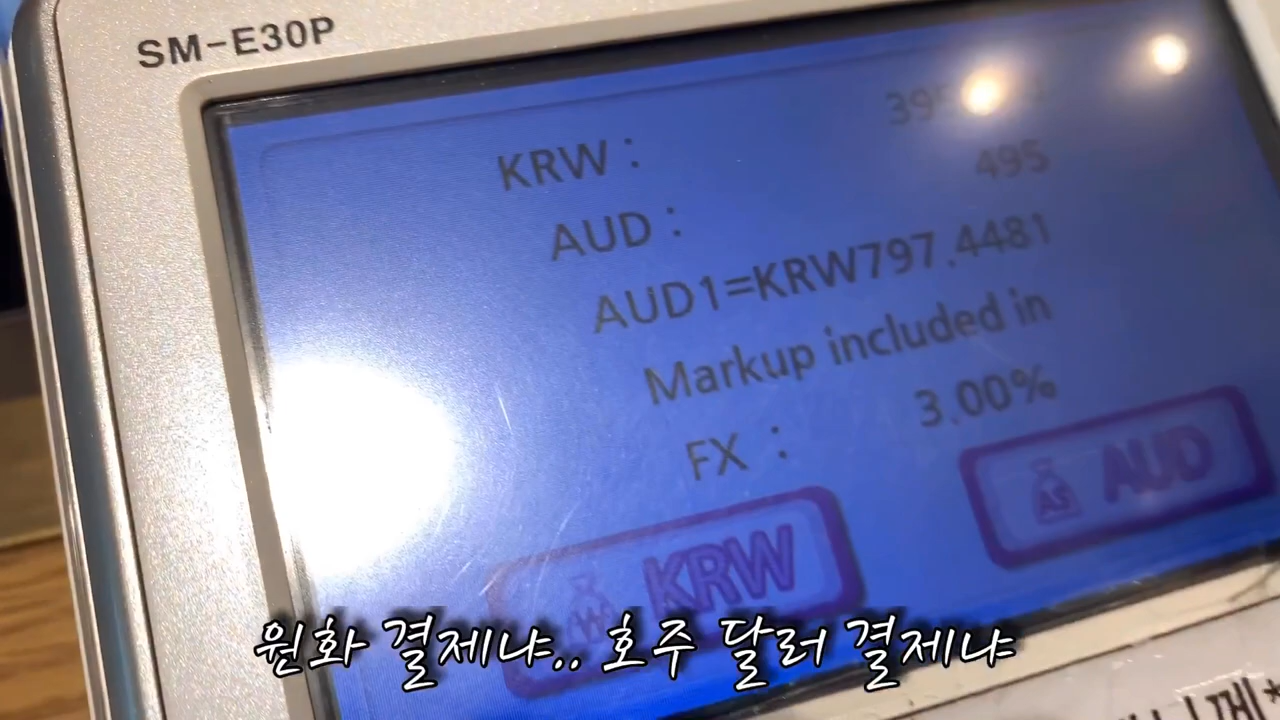 SM-E30P
KRW :
AUD : 495
AUD1=KRW797.4481
Markup included in
FX : 3.00%
KRW
A$ AUD
원화 결제냐.. 호주 달러 결제냐